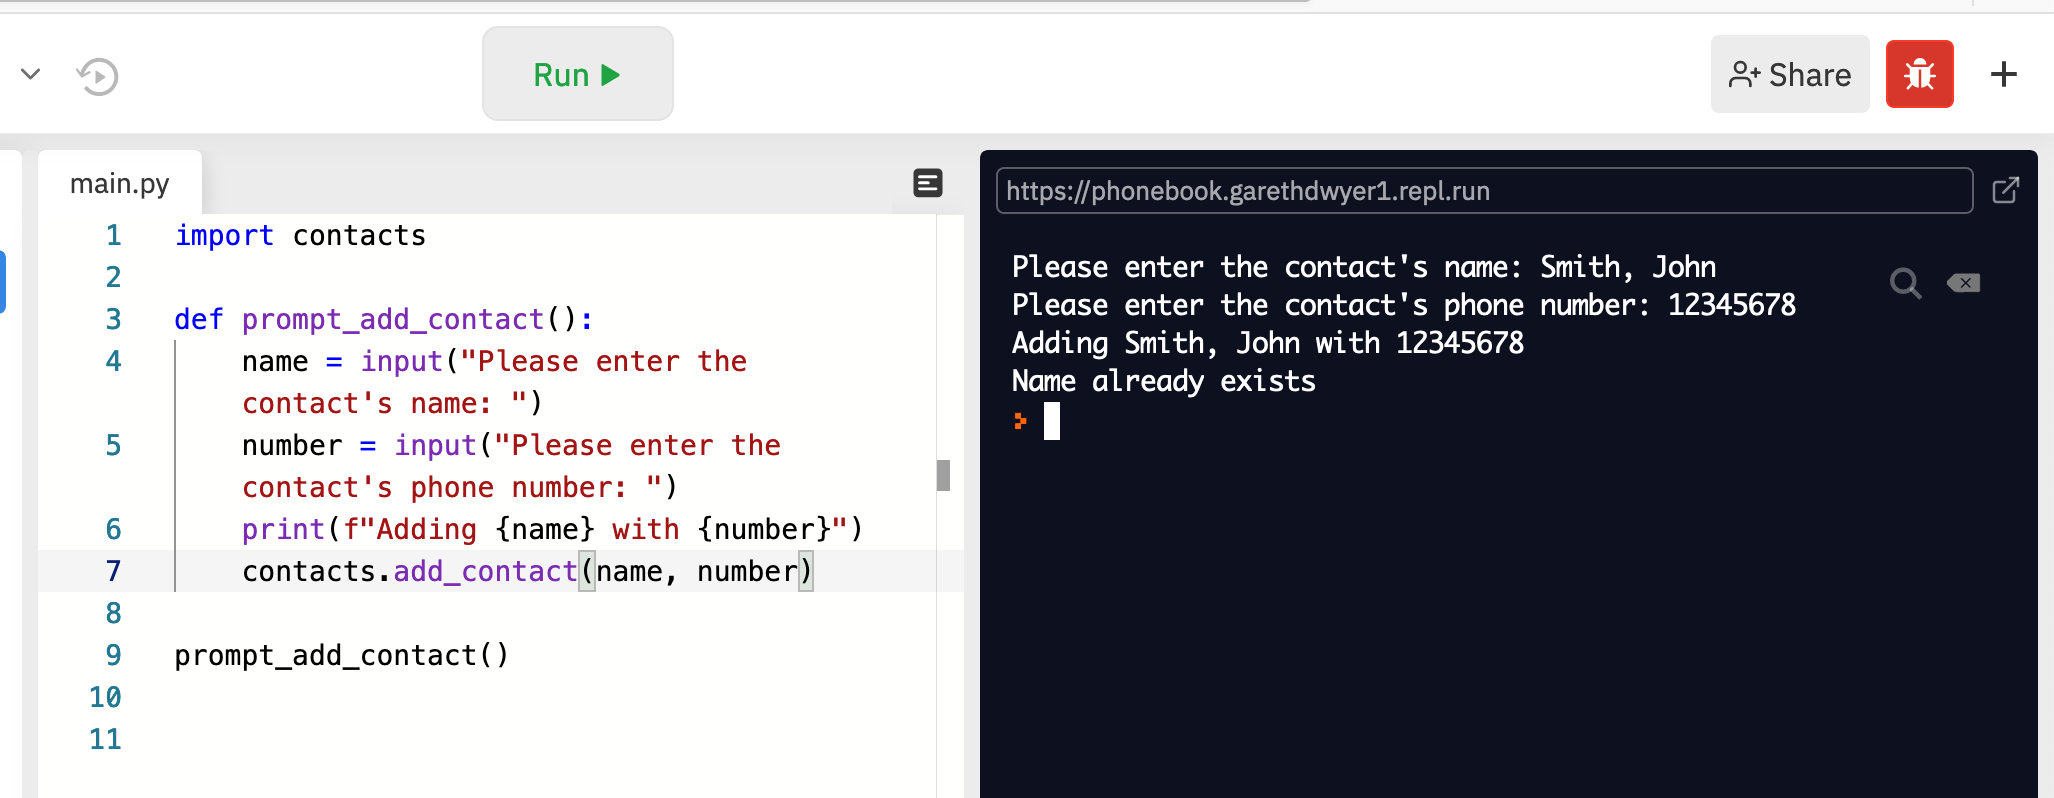 Run
Share
main.py
https://phonebook.garethdwyer1.repl.run
1 import contacts
2
3 def prompt_add_contact():
4 name = input("Please enter the
contact's name: ")
5 number = input("Please enter the
contact's phone number: ")
6 print(f"Adding {name} with {number}")
7 contacts.add_contact(name, number)
8
9 prompt_add_contact()
10
11
Please enter the contact's name: Smith, John
Please enter the contact's phone number: 12345678
Adding Smith, John with 12345678
Name already exists